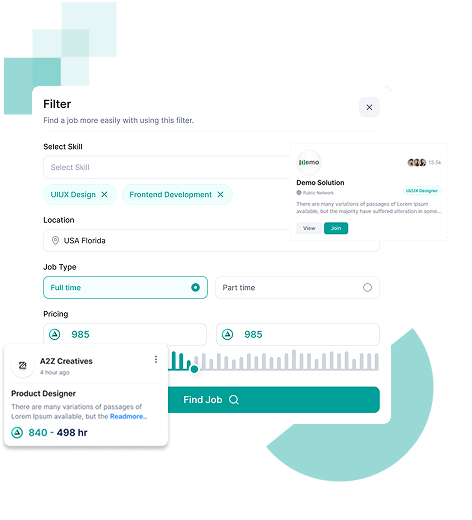 Filter
Find a job more easily with using this filter.
Select Skill
Select Skill
UIUX Design
Frontend Development
Location
USA Florida
Job Type
Full time
Part time
Pricing
985
985
Find Job
Demo
15.5k
Demo Solution
Public Network
UI/UX Designer
There are many variations of passages of Lorem Ipsum
available, but the majority have suffered alteration in some...
View
Join
A2Z Creatives
4 hour ago
Product Designer
There are many variations of passages of
Lorem Ipsum available, but the Readmore..
840 - 498 hr